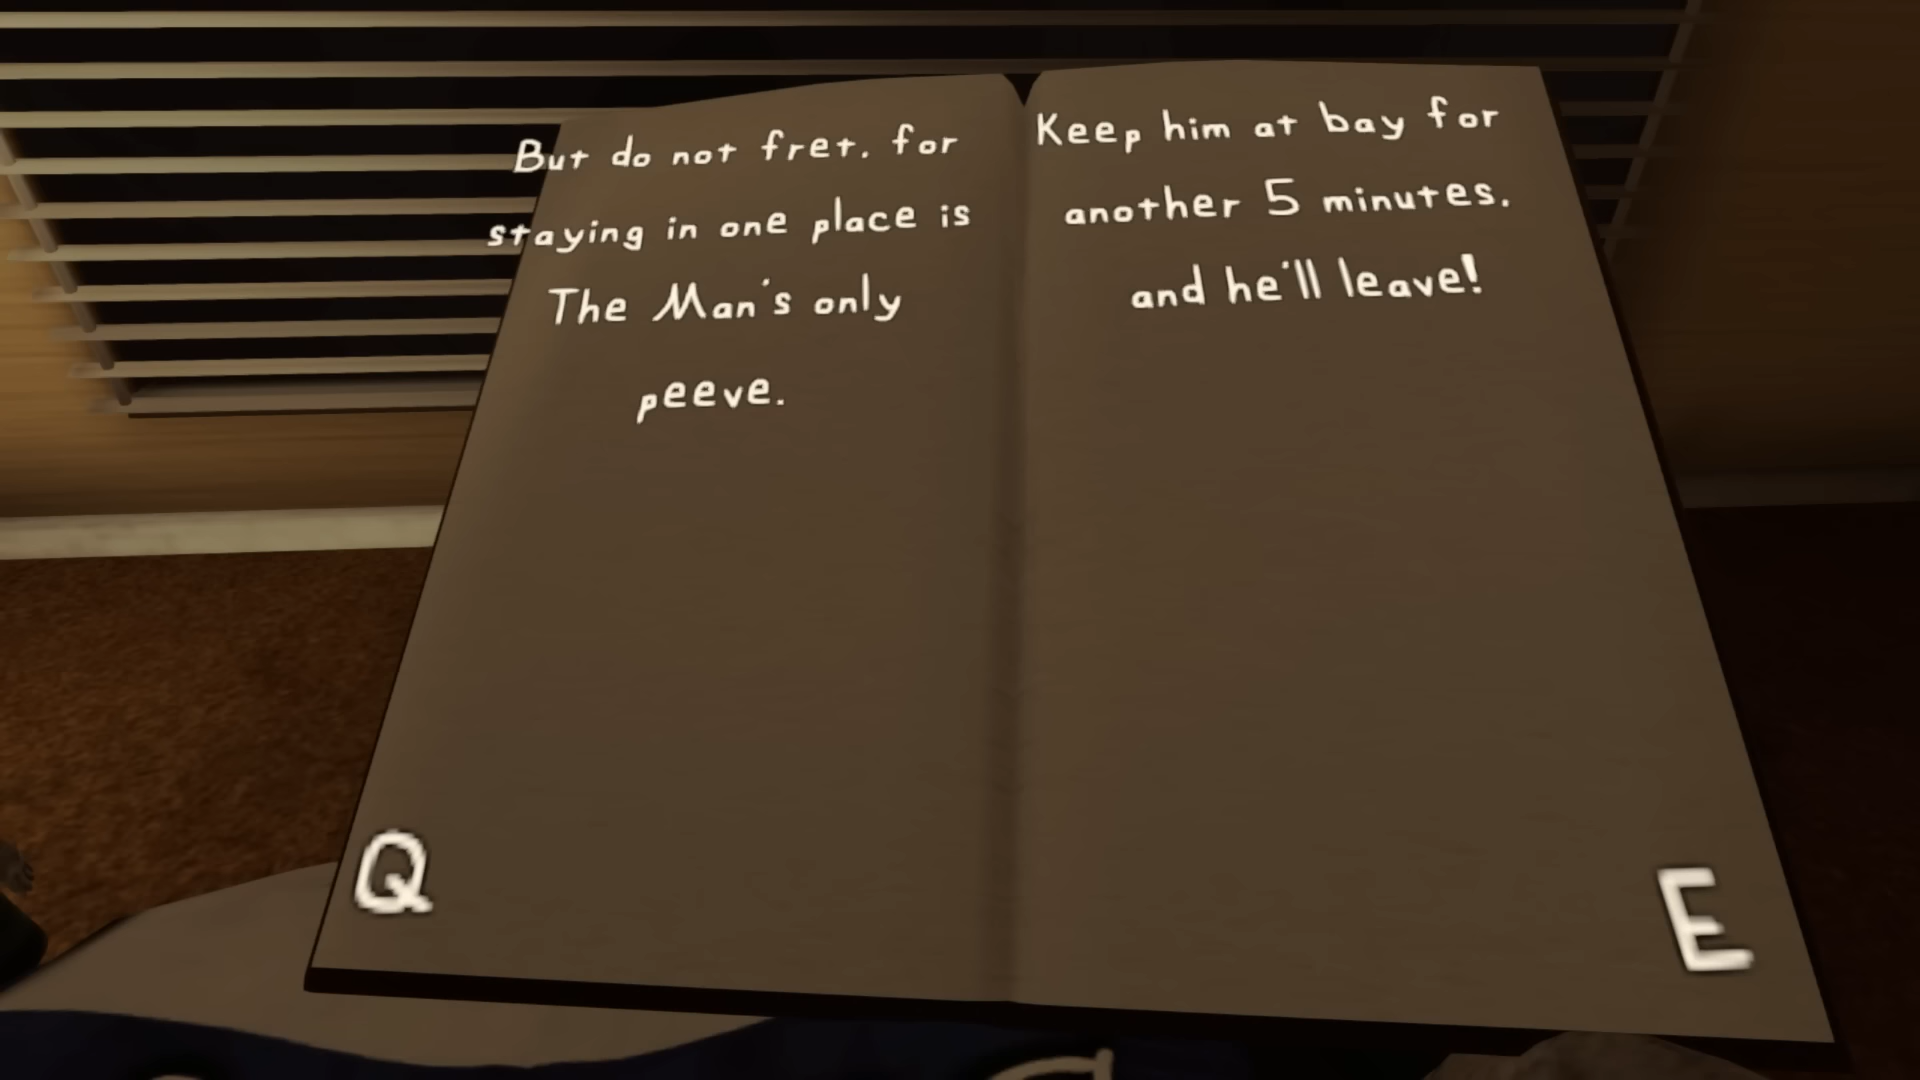 But do not fret. for
staying in one place is
The Man's only
peeve.
Keep him at bay for
another 5 minutes.
and he'll leave!
Q
E